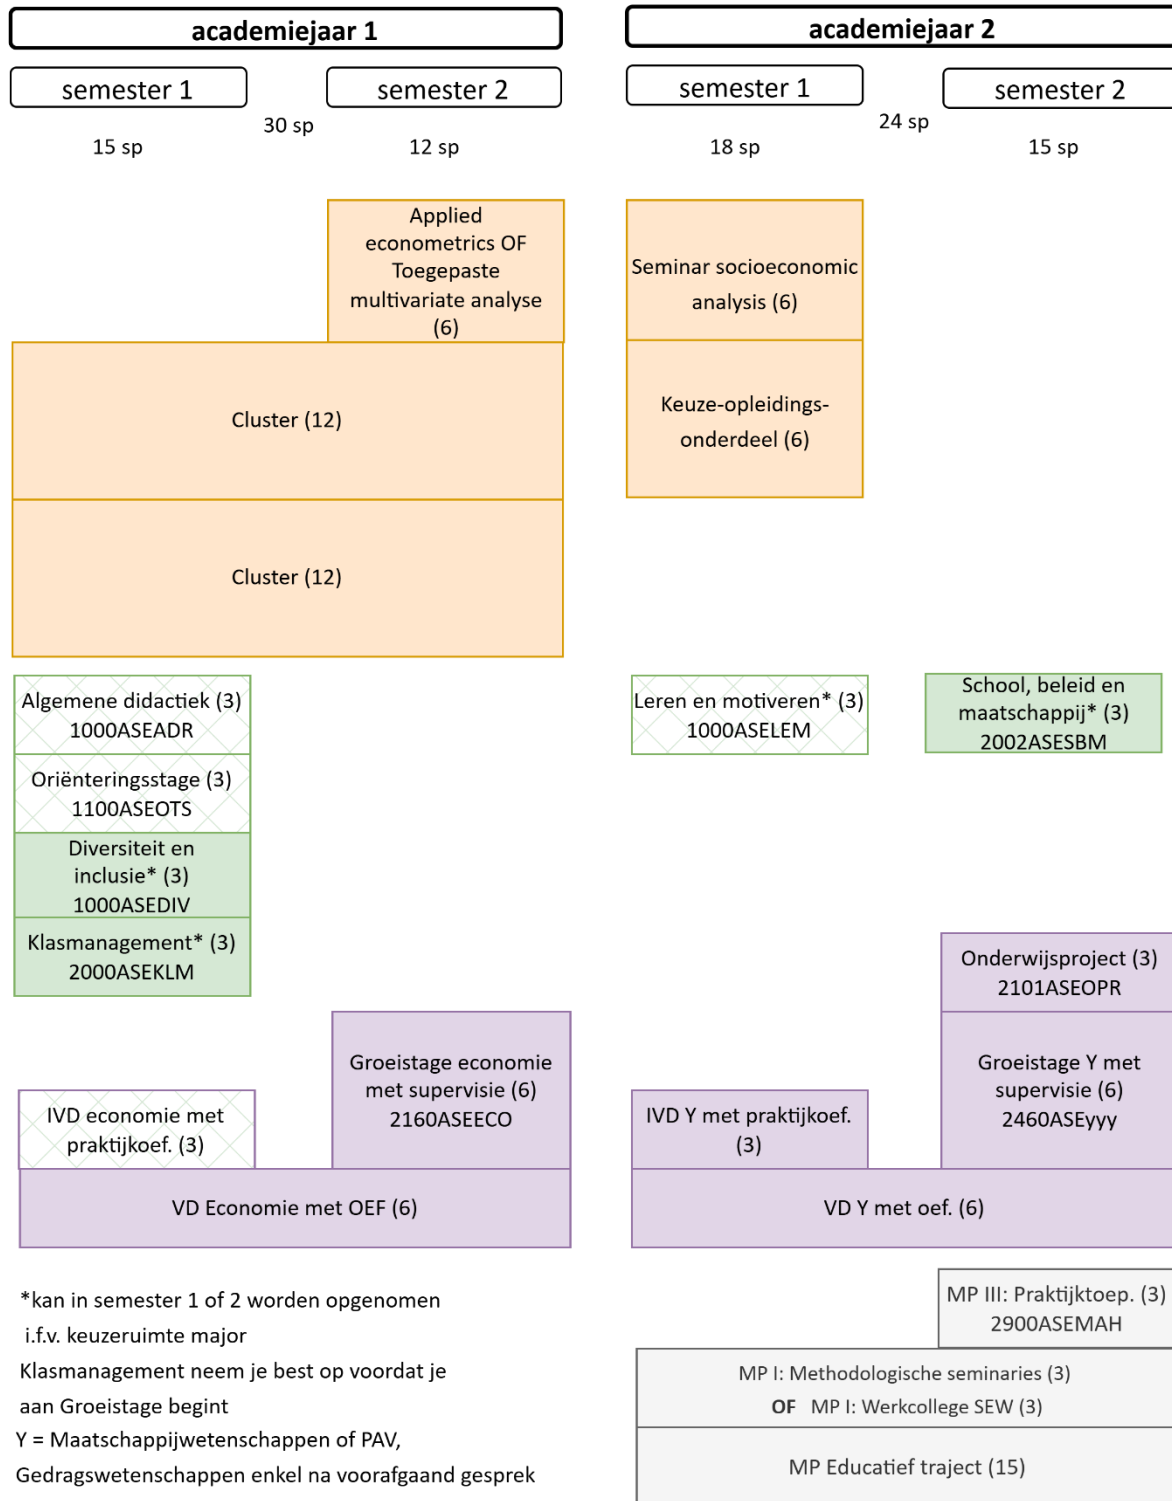 academiejaar 1
semester 1
semester 2
30 sp
15 sp
12 sp
Applied
econometrics OF
Toegepaste
multivariate analyse
(6)
Cluster (12)
Cluster (12)
Algemene didactiek (3)
1000ASEADR
Oriënteringsstage (3)
1100ASEOTS
Diversiteit en
inclusie* (3)
1000ASEDIV
Klasmanagement* (3)
2000ASEKLM
Groeistage economie
met supervisie (6)
2160ASEECO
IVD economie met
praktijkoef. (3)
VD Economie met OEF (6)
*kan in semester 1 of 2 worden opgenomen
i.f.v. keuzeruimte major
Klasmanagement neem je best op voordat je
aan Groeistage begint
Y = Maatschappijwetenschappen of PAV,
Gedragswetenschappen enkel na voorafgaand gesprek
academiejaar 2
semester 1
semester 2
24 sp
18 sp
15 sp
Seminar socioeconomic
analysis (6)
Keuze-opleidings-
onderdeel (6)
Leren en motiveren* (3)
1000ASELEM
School, beleid en
maatschappij* (3)
2002ASESBM
Onderwijsproject (3)
2101ASEOPR
Groeistage Y met
supervisie (6)
2460ASEyyy
IVD Y met praktijkoef.
(3)
VD Y met oef. (6)
MP III: Praktijktoep. (3)
2900ASEMAH
MP I: Methodologische seminaries (3)
OF MP I: Werkcollege SEW (3)
MP Educatief traject (15)